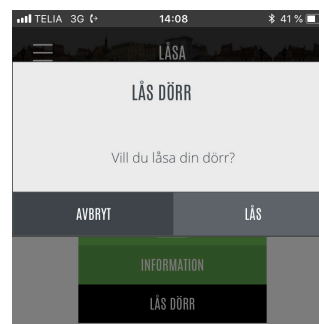 TELIA 3G 14:08 41 %
LÅSA
LÅS DÖRR
Vill du låsa din dörr?
AVBRYT LÅS
INFORMATION
LÅS DÖRR